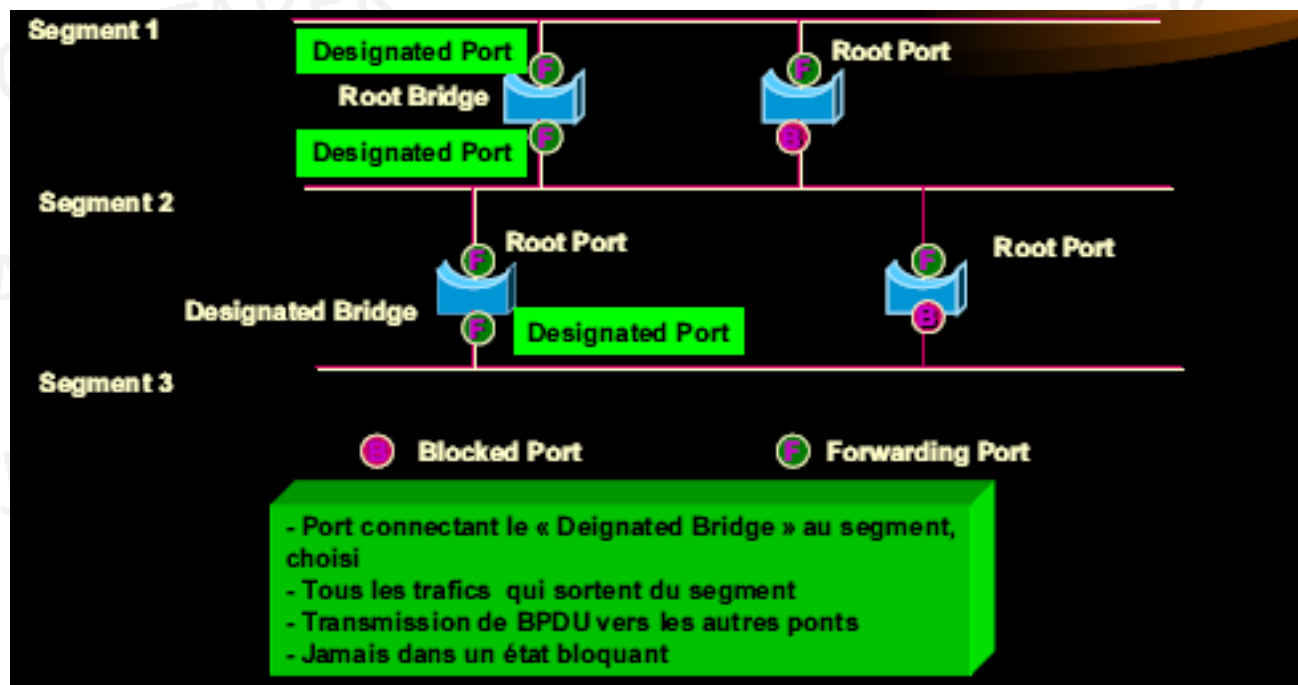 Segment 1
Designated Port
F
F
Root Port
Root Bridge
Designated Port
F
B
Segment 2
F
Root Port
F
Root Port
Designated Bridge
F
Designated Port
B
Segment 3
B Blocked Port
F Forwarding Port
- Port connectant le « Deignated Bridge » au segment,
choisi
- Tous les trafics qui sortent du segment
- Transmission de BPDU vers les autres ponts
- Jamais dans un état bloquant